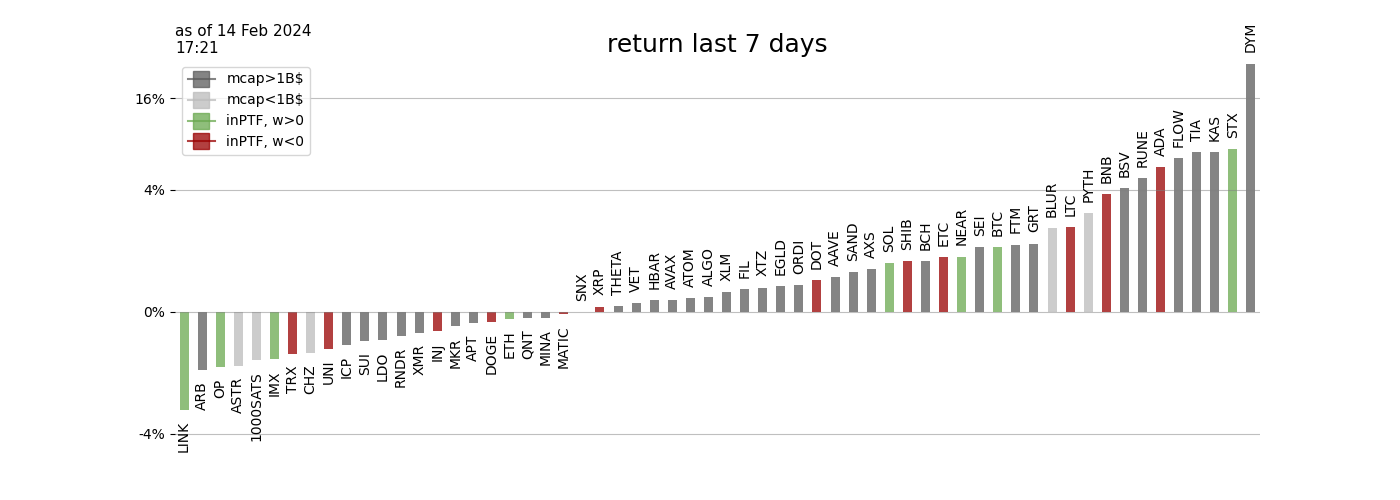 as of 14 Feb 2024
17:21
return last 7 days
mcap>1B$
mcap<1B$
inPTF, w>0
inPTF, w<0
16%
4%
0%
-4%
LINK
ARB
OP
ASTR
1000SATS
IMX
TRX
CHZ
UNI
ICP
SUI
LDO
RNDR
XMR
INJ
MKR
APT
DOGE
ETH
QNT
MINA
MATIC
SNX
XRP
THETA
VET
HBAR
AVAX
ATOM
ALGO
XLM
FIL
XTZ
EGLD
ORDI
DOT
AAVE
SAND
AXS
SOL
SHIB
BCH
ETC
NEAR
SEI
BTC
FTM
GRT
BLUR
LTC
PYTH
BNB
BSV
RUNE
ADA
FLOW
TIA
KAS
STX
DYM